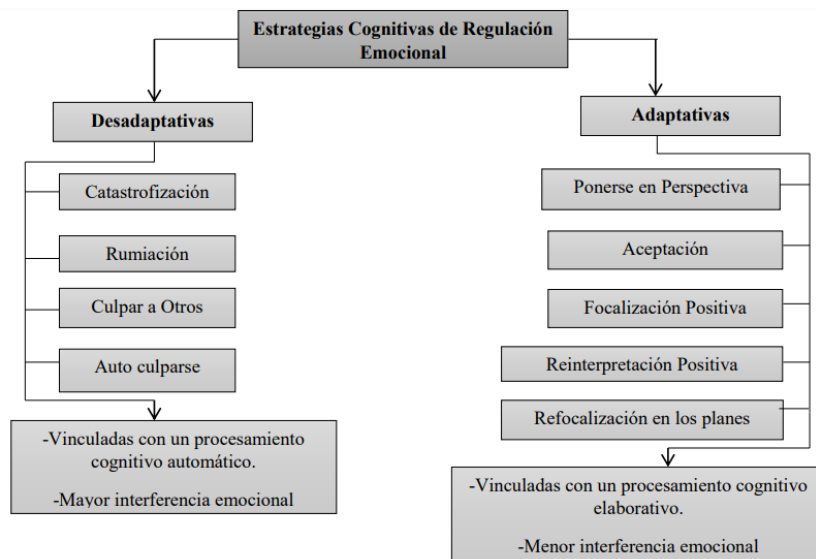 Estrategias Cognitivas de Regulación
Emocional
Desadaptativas
Catastrofización
Rumiación
Culpar a Otros
Auto culparse
-Vinculadas con un procesamiento
cognitivo automático.
-Mayor interferencia emocional
Adaptativas
Ponerse en Perspectiva
Aceptación
Focalización Positiva
Reinterpretación Positiva
Refocalización en los planes
-Vinculadas con un procesamiento cognitivo
elaborativo.
-Menor interferencia emocional